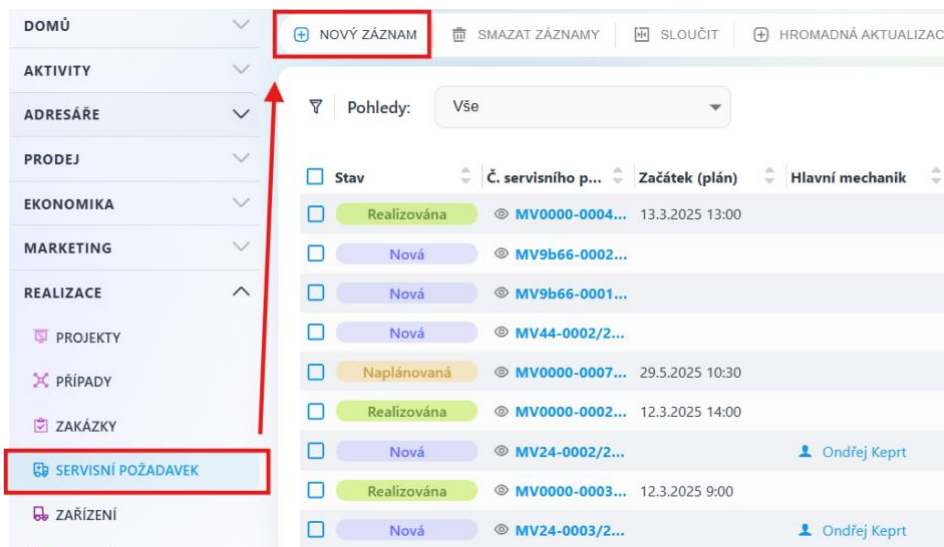 DOMŮ
AKTIVITY
ADRESÁŘE
PRODEJ
EKONOMIKA
MARKETING
REALIZACE
PROJEKTY
PŘÍPADY
ZAKÁZKY
SERVISNÍ POŽADAVEK
ZAŘÍZENÍ
NOVÝ ZÁZNAM SMAZAT ZÁZNAMY SLOUČIT HROMADNÁ AKTUALIZAC
Pohledy: Vše
Stav Č. servisního p... Začátek (plán) Hlavní mechanik
Realizována MV0000-0004... 13.3.2025 13:00
Nová MV9b66-0002...
Nová MV9b66-0001...
Nová MV44-0002/2...
Naplánovaná MV0000-0007... 29.5.2025 10:30
Realizována MV0000-0002... 12.3.2025 14:00
Nová MV24-0002/2... Ondřej Keprt
Realizována MV0000-0003... 12.3.2025 9:00
Nová MV24-0003/2... Ondřej Keprt